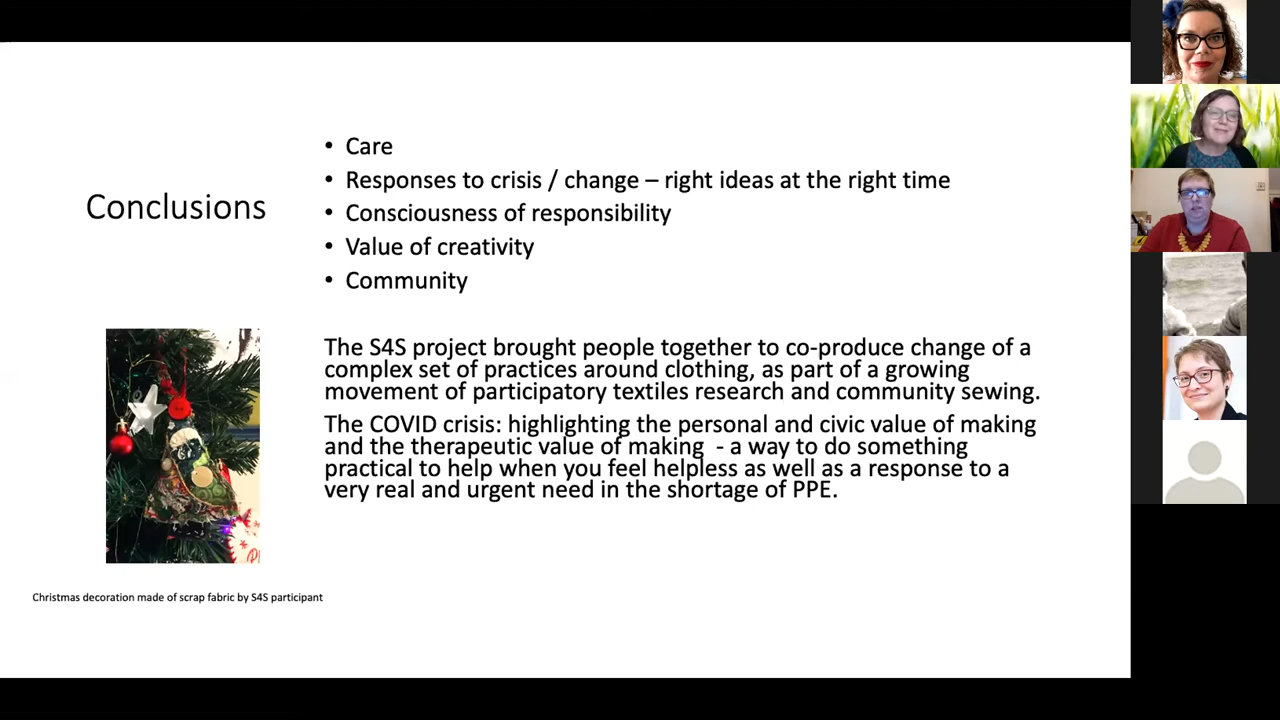 Conclusions
• Care
• Responses to crisis / change – right ideas at the right time
• Consciousness of responsibility
• Value of creativity
• Community
The S4S project brought people together to co-produce change of a
complex set of practices around clothing, as part of a growing
movement of participatory textiles research and community sewing.
The COVID crisis: highlighting the personal and civic value of making
and the therapeutic value of making  - a way to do something
practical to help when you feel helpless as well as a response to a
very real and urgent need in the shortage of PPE.
Christmas decoration made of scrap fabric by S4S participant